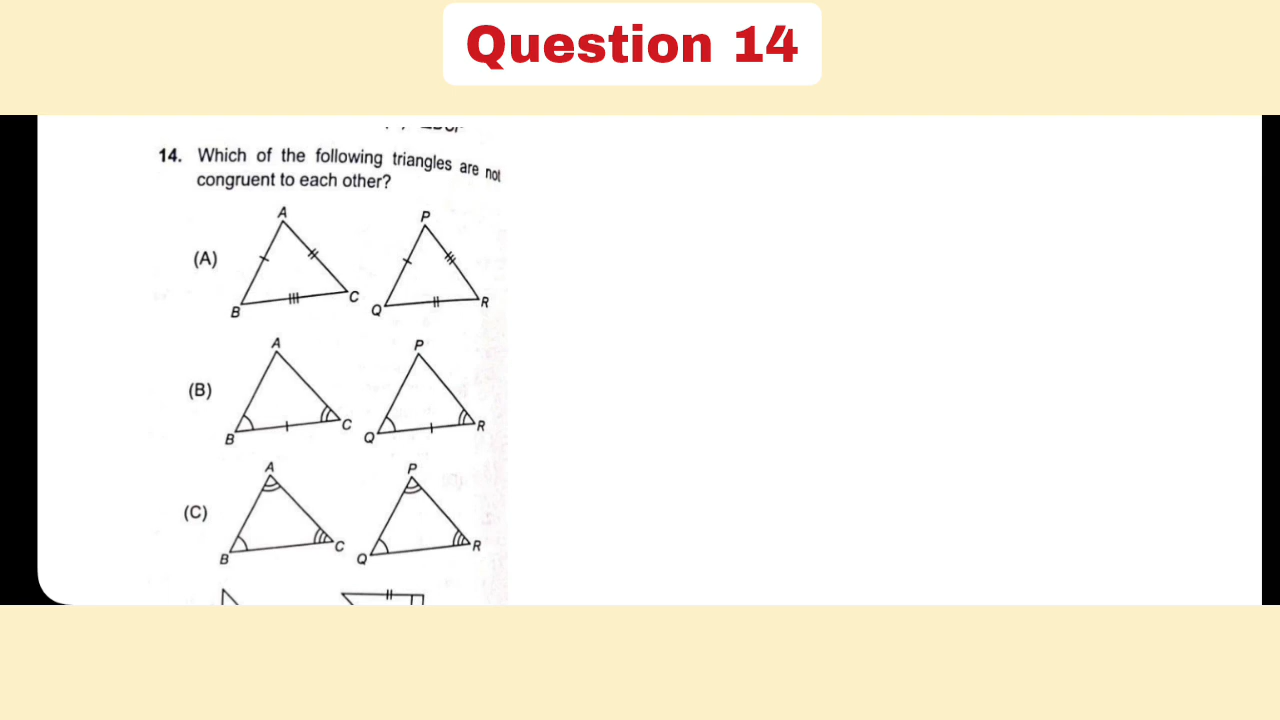 Question 14
14. Which of the following triangles are not
congruent to each other?
A P
(A)
B C Q R
A P
(B)
B C Q R
A P
(C)
B C Q R